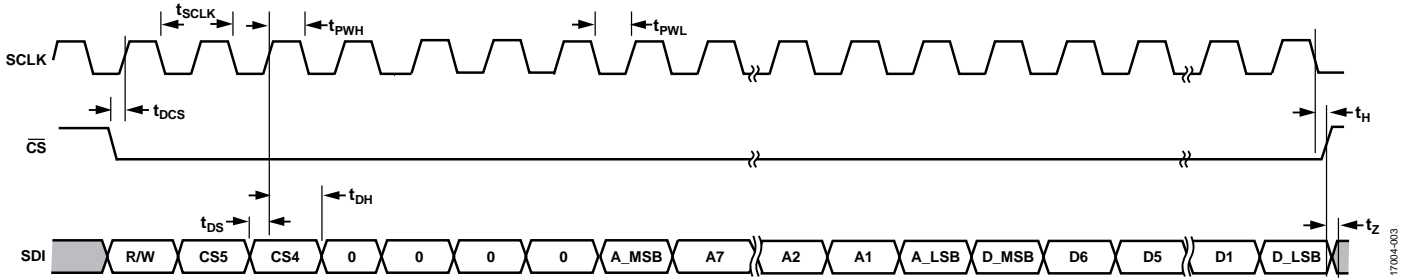 tSCLK
tPWH
tPWL
SCLK
tDCS
tH
CS
tDH
tDS
tZ
SDI R/W CS5 CS4 0 0 0 0 A_MSB A7 A2 A1 A_LSB D_MSB D6 D5 D1 D_LSB
17004-003